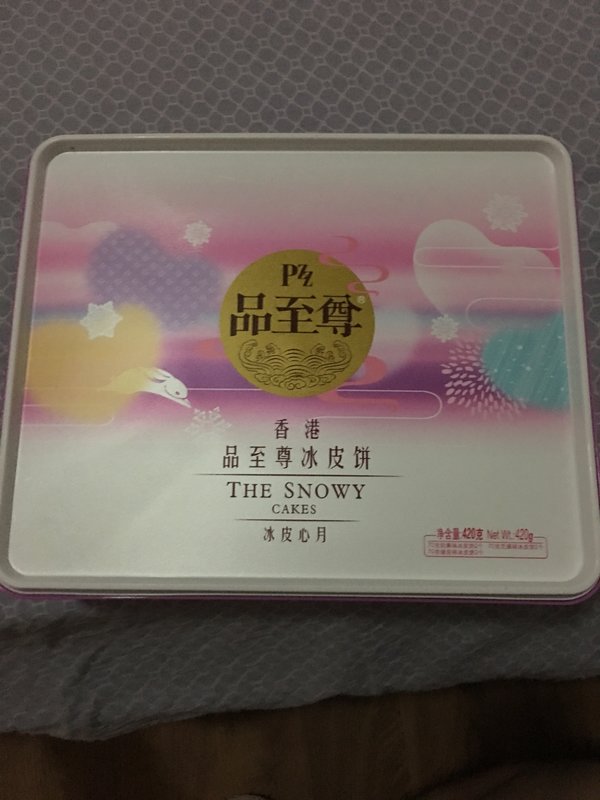 PZZ
品至尊®
香港
品至尊冰皮饼
THE SNOWY
CAKES
冰皮心月
净含量:420克 Net Wt.:420g